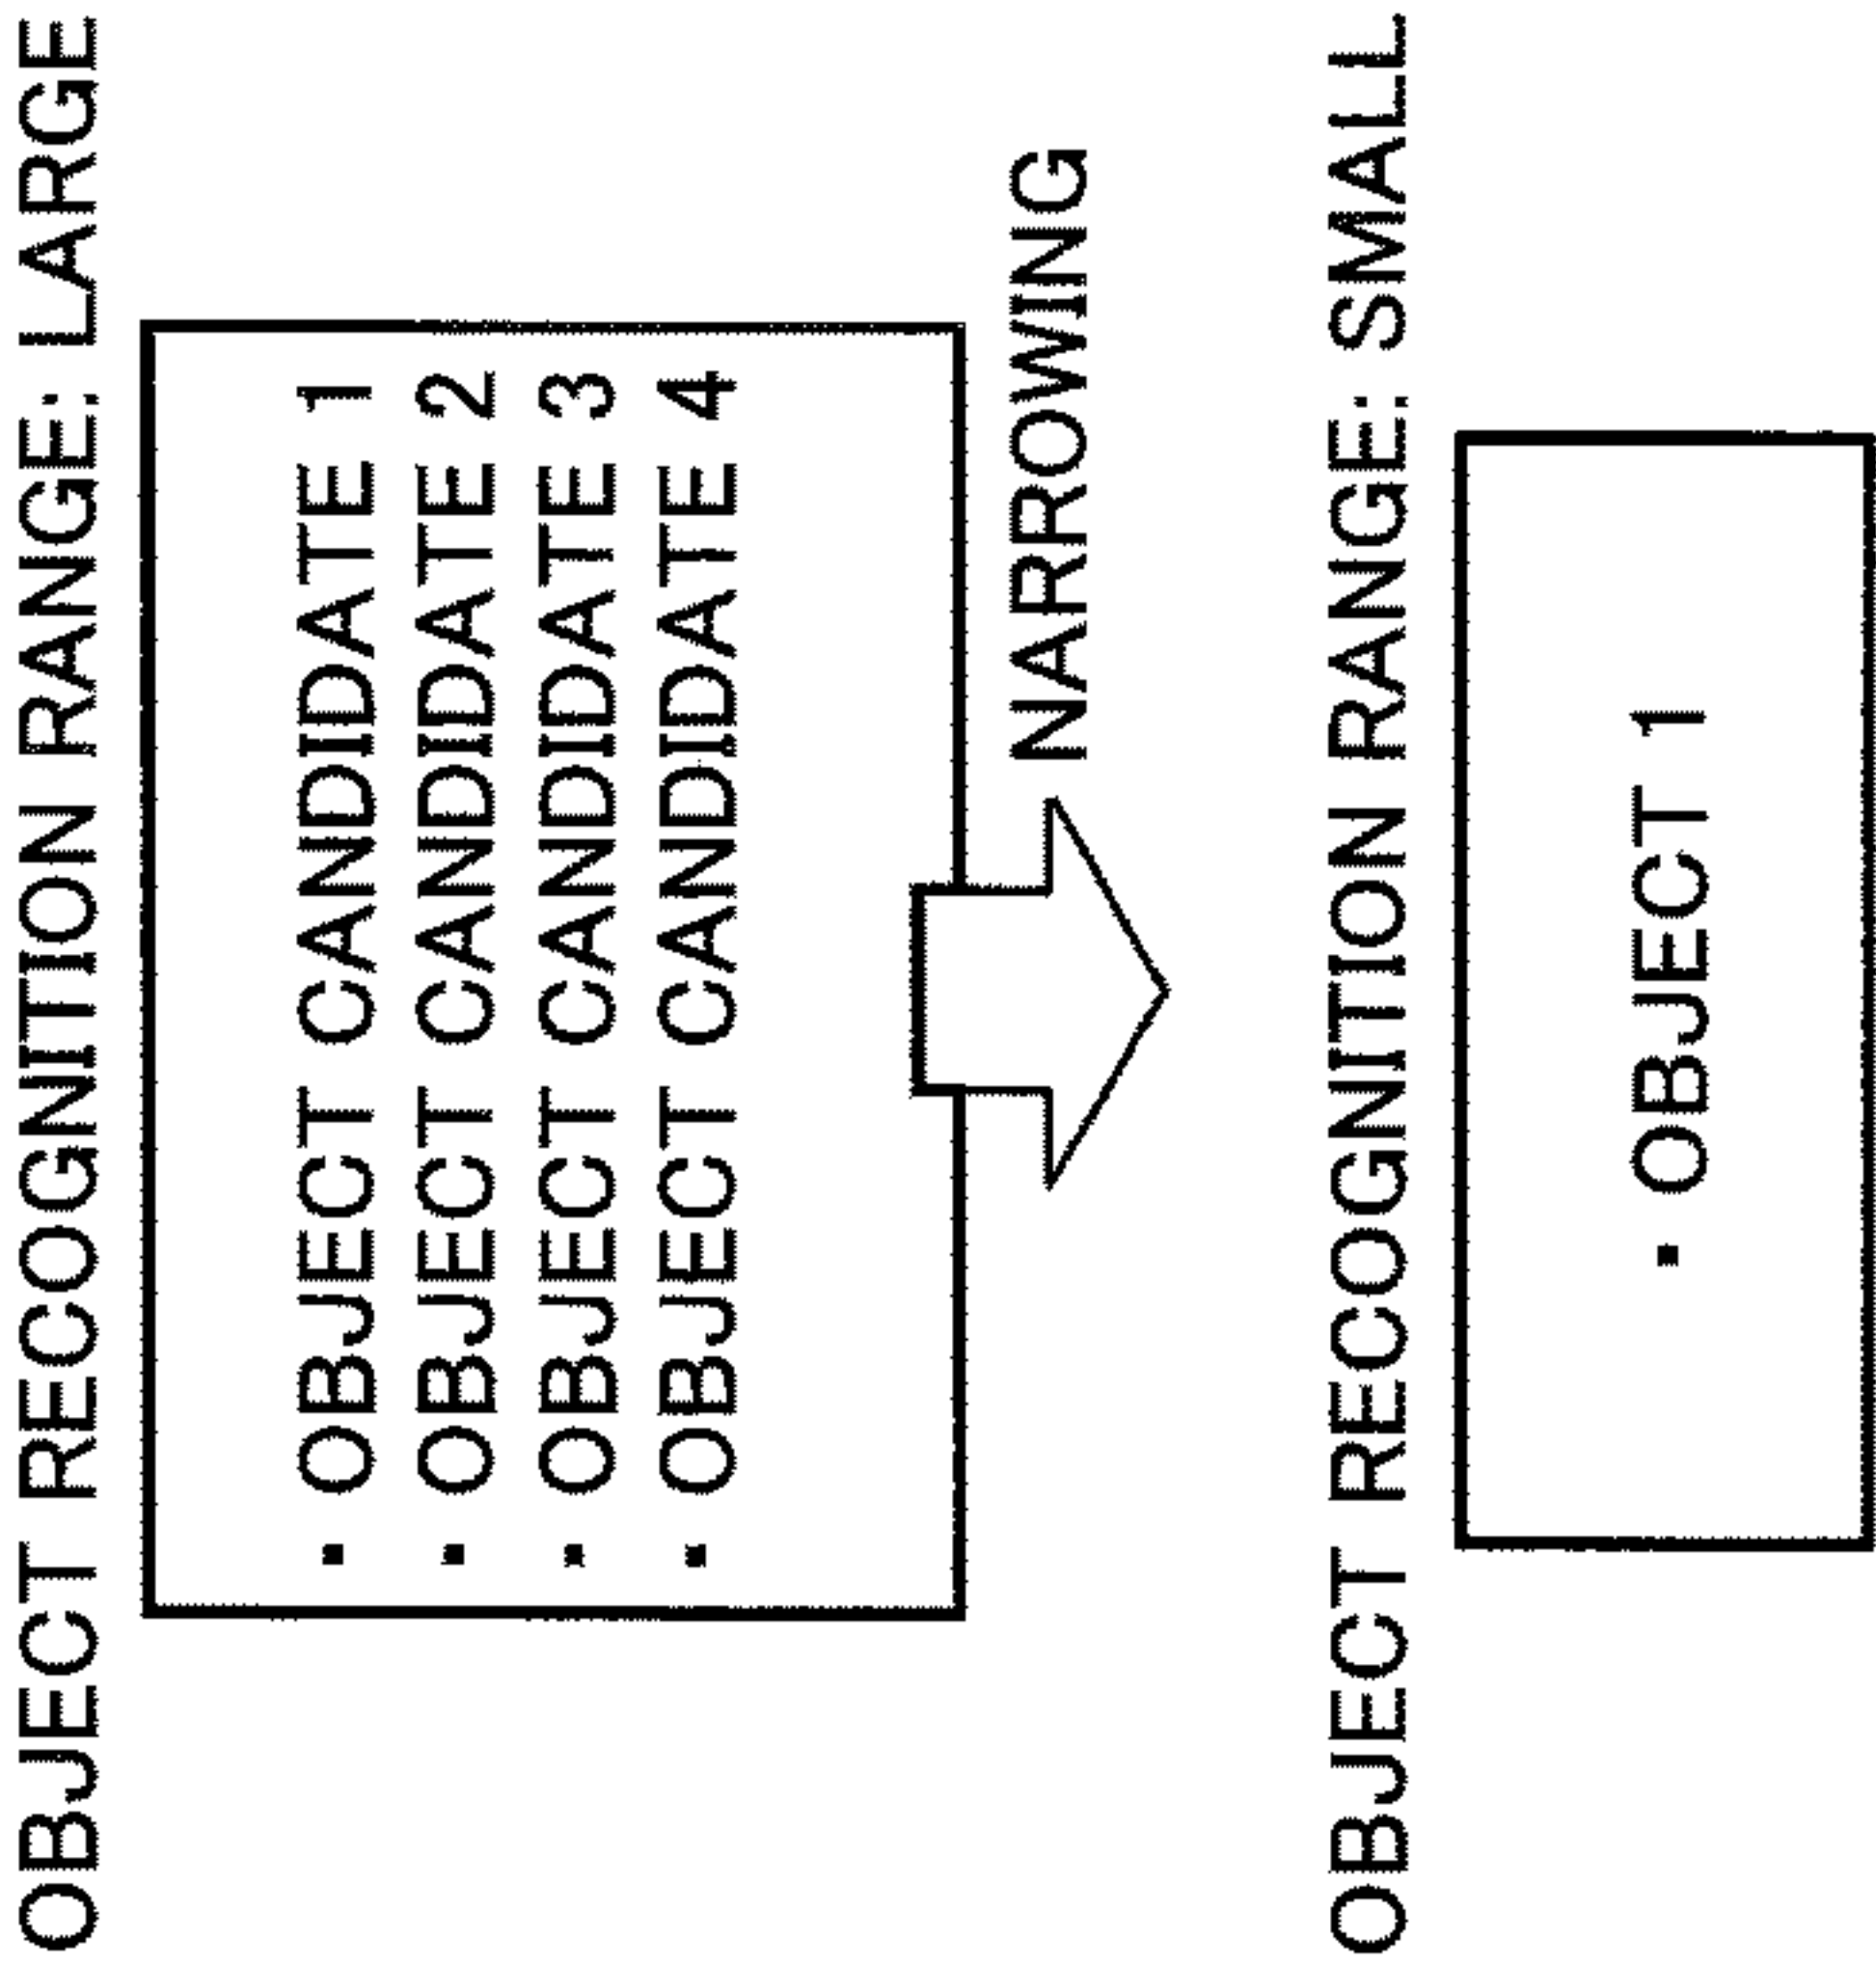 OBJECT RECOGNITION RANGE: LARGE
▪ OBJECT CANDIDATE 1
▪ OBJECT CANDIDATE 2
▪ OBJECT CANDIDATE 3
▪ OBJECT CANDIDATE 4
NARROWING
OBJECT RECOGNITION RANGE: SMALL
▪ OBJECT 1